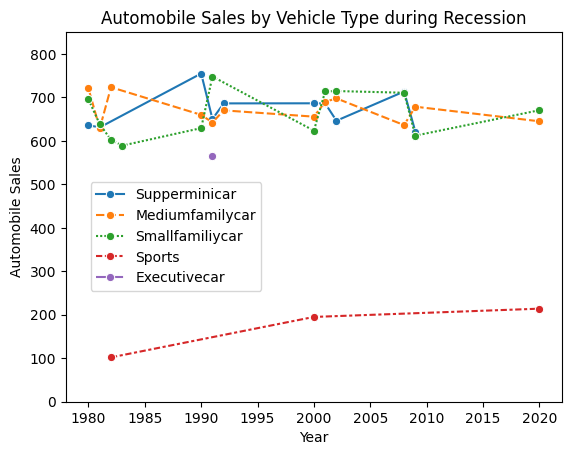 Automobile Sales by Vehicle Type during Recession
800
700
600
500
400
300
200
100
0
Automobile Sales
Supperminicar
Mediumfamilycar
Smallfamiliycar
Sports
Executivecar
1980 1985 1990 1995 2000 2005 2010 2015 2020
Year